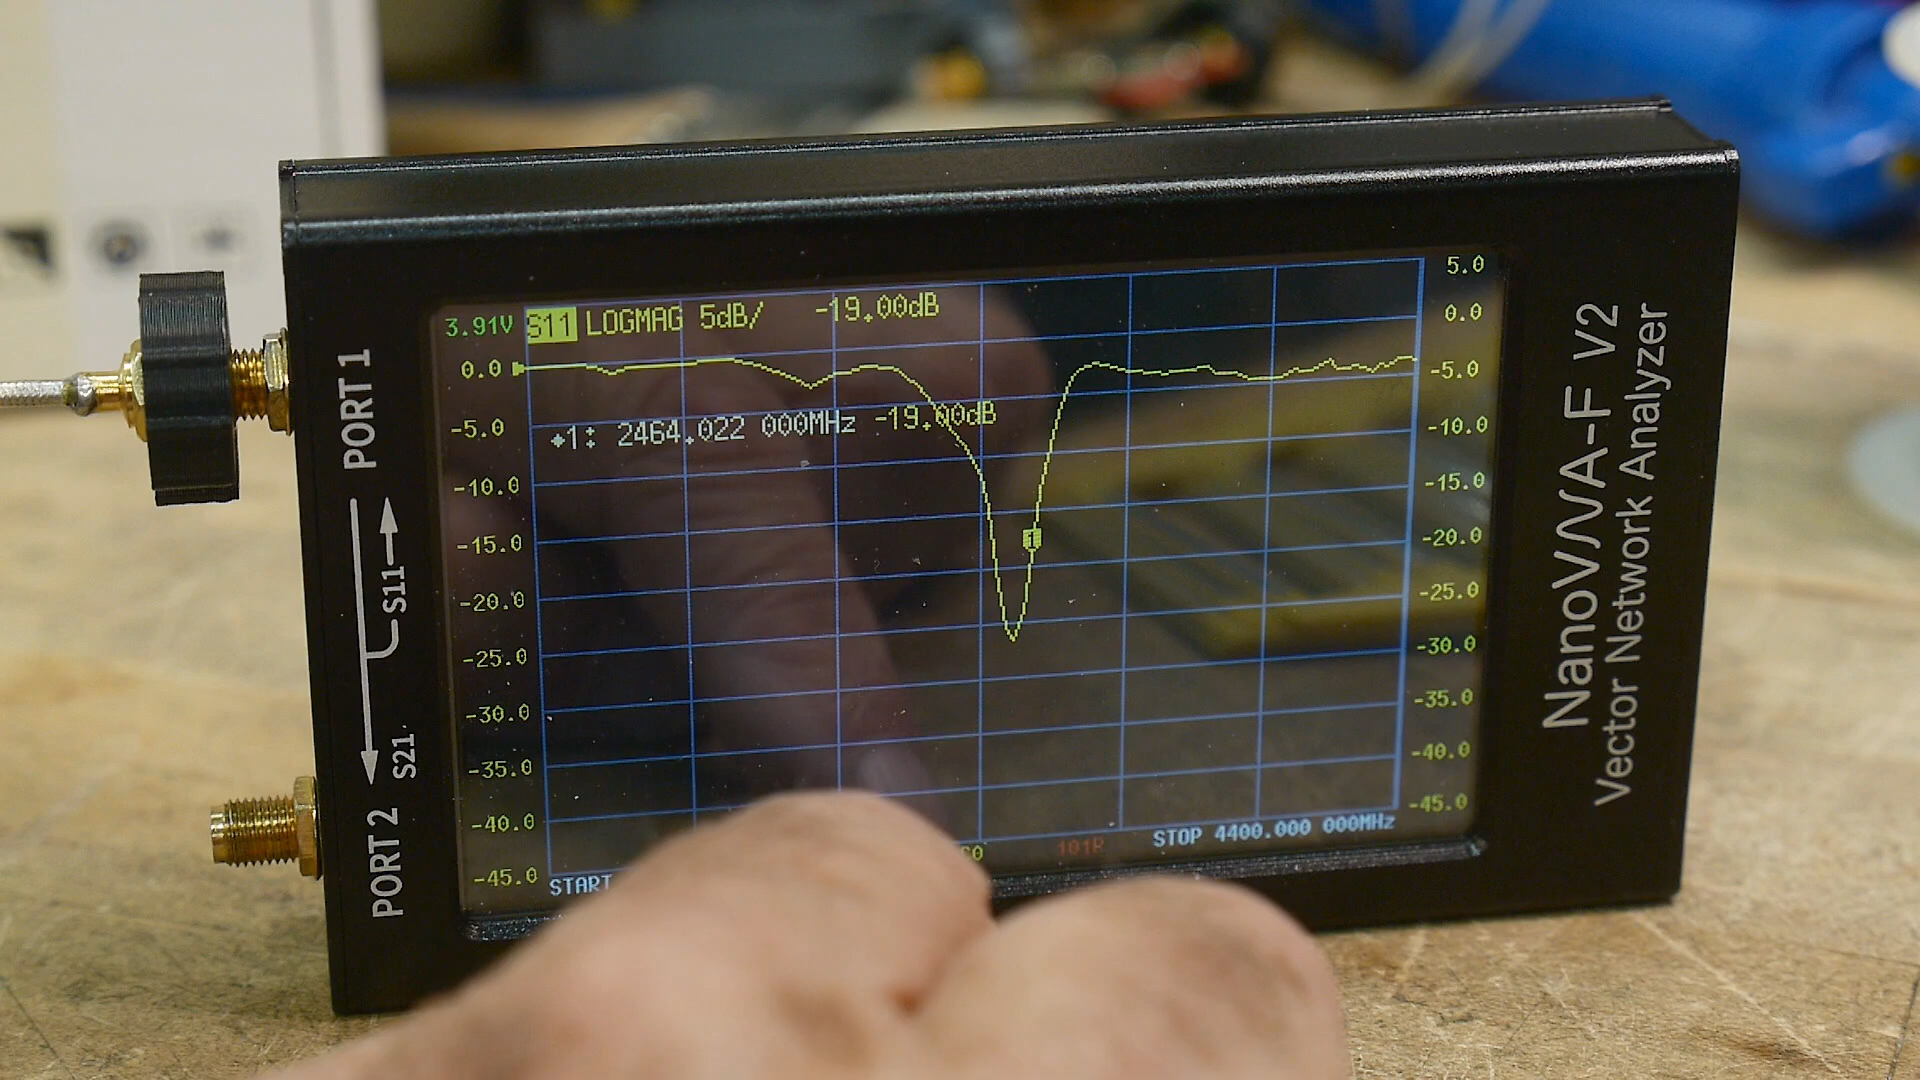 3.91V S11 LOGMAG 5dB/ -19.00dB
1: 2464.022 000MHz -19.00dB
0.0
-5.0
-10.0
-15.0
-20.0
-25.0
-30.0
-35.0
-40.0
-45.0
5.0
0.0
-5.0
-10.0
-15.0
-20.0
-25.0
-30.0
-35.0
-40.0
-45.0
START
STOP 4400.000 000MHz
PORT 1
S11
S21
PORT 2
NanoVNA-F V2
Vector Network Analyzer